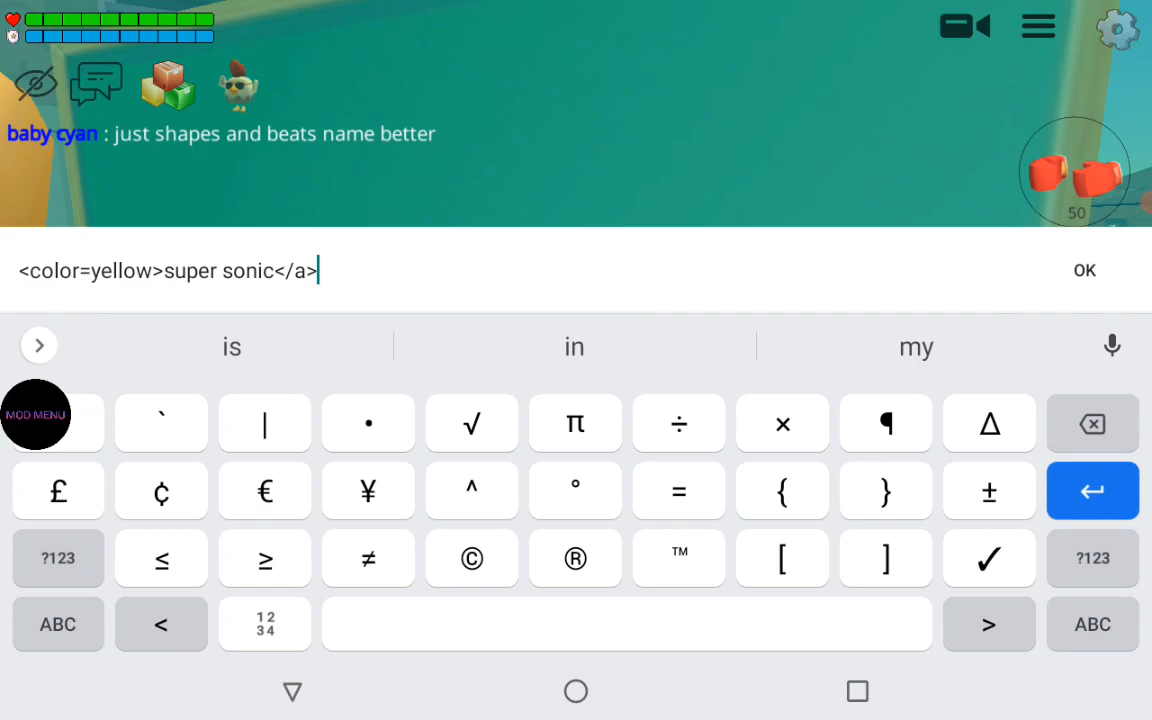 baby cyan : just shapes and beats name better
50
<color=yellow>super sonic</a>
OK
is in my
MOD MENU
` | • √ π ÷ × ¶ Δ
£ ¢ € ¥ ^ ° = { } ±
?123 ≤ ≥ ≠ © ® ™ [ ] ✓ ?123
ABC < 12 34 > ABC